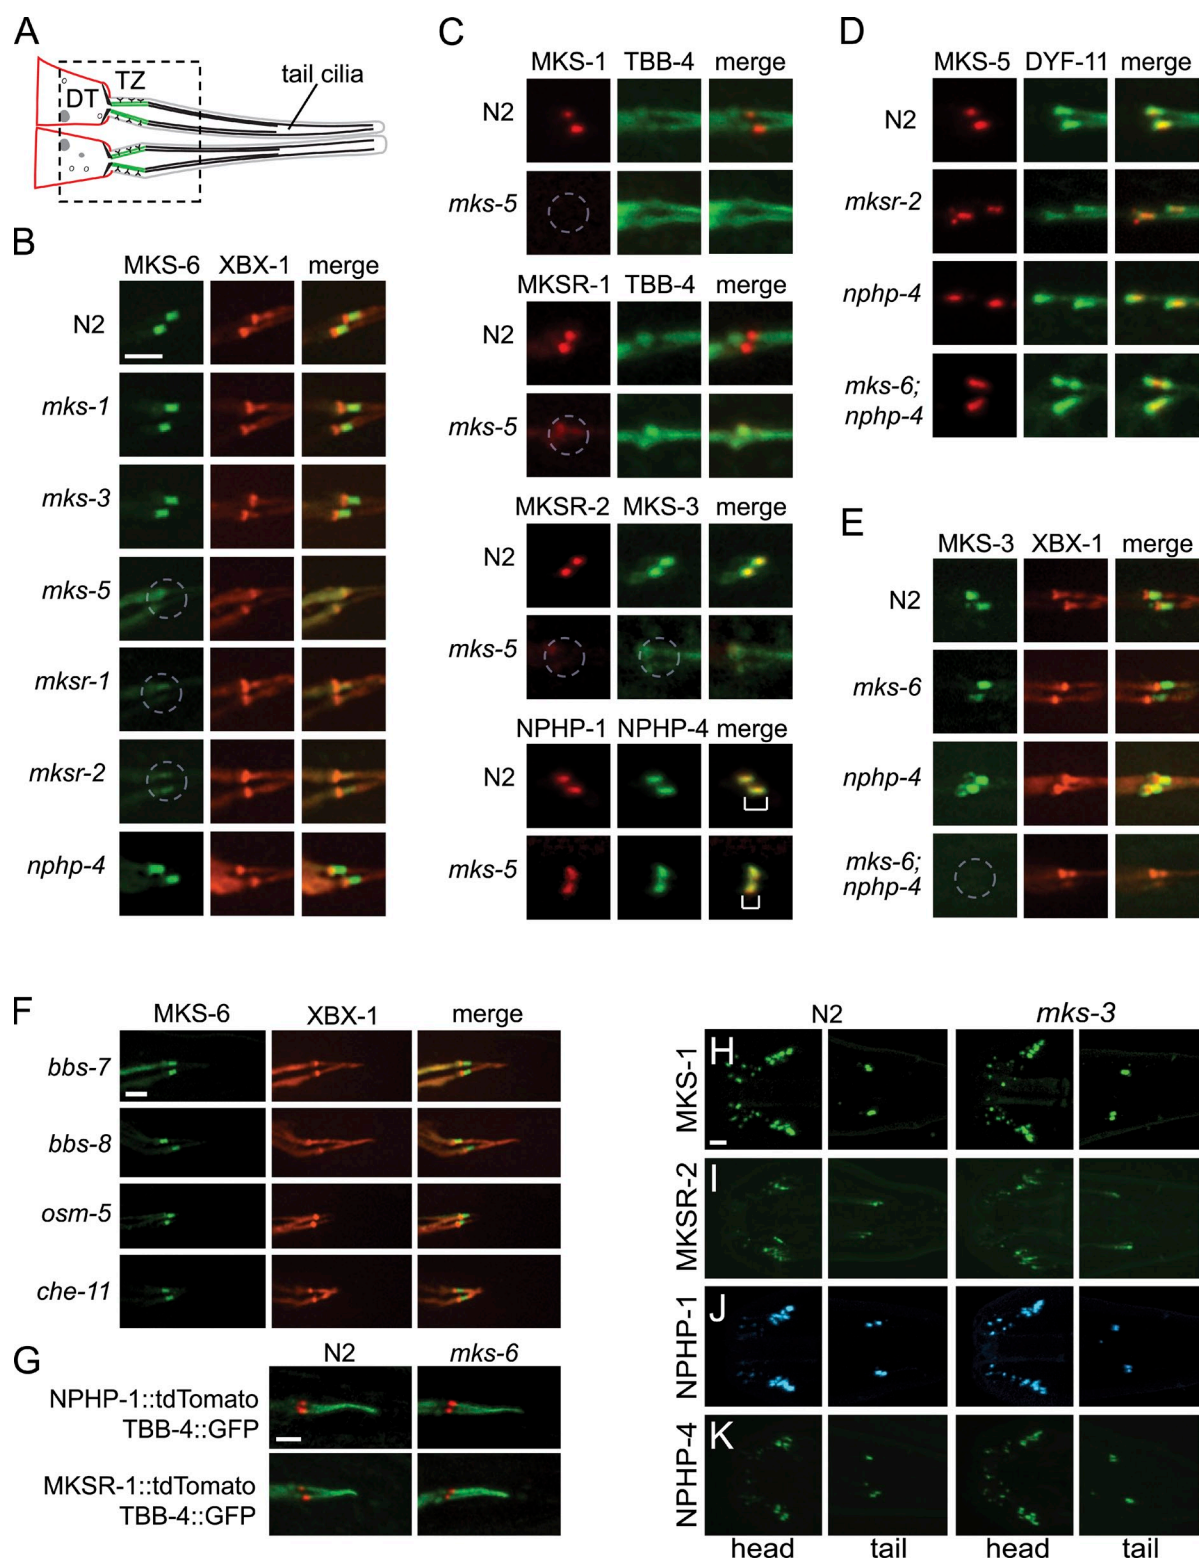 A
DT
TZ
tail cilia
B
MKS-6 XBX-1 merge
N2
mks-1
mks-3
mks-5
mksr-1
mksr-2
nphp-4
C
MKS-1 TBB-4 merge
N2
mks-5
MKSR-1 TBB-4 merge
N2
mks-5
MKSR-2 MKS-3 merge
N2
mks-5
NPHP-1 NPHP-4 merge
N2
mks-5
D
MKS-5 DYF-11 merge
N2
mksr-2
nphp-4
mks-6;
nphp-4
E
MKS-3 XBX-1 merge
N2
mks-6
nphp-4
mks-6;
nphp-4
F
MKS-6 XBX-1 merge
bbs-7
bbs-8
osm-5
che-11
G
N2 mks-6
NPHP-1::tdTomato
TBB-4::GFP
MKSR-1::tdTomato
TBB-4::GFP
N2 mks-3
H
MKS-1
I
MKSR-2
J
NPHP-1
K
NPHP-4
head tail head tail